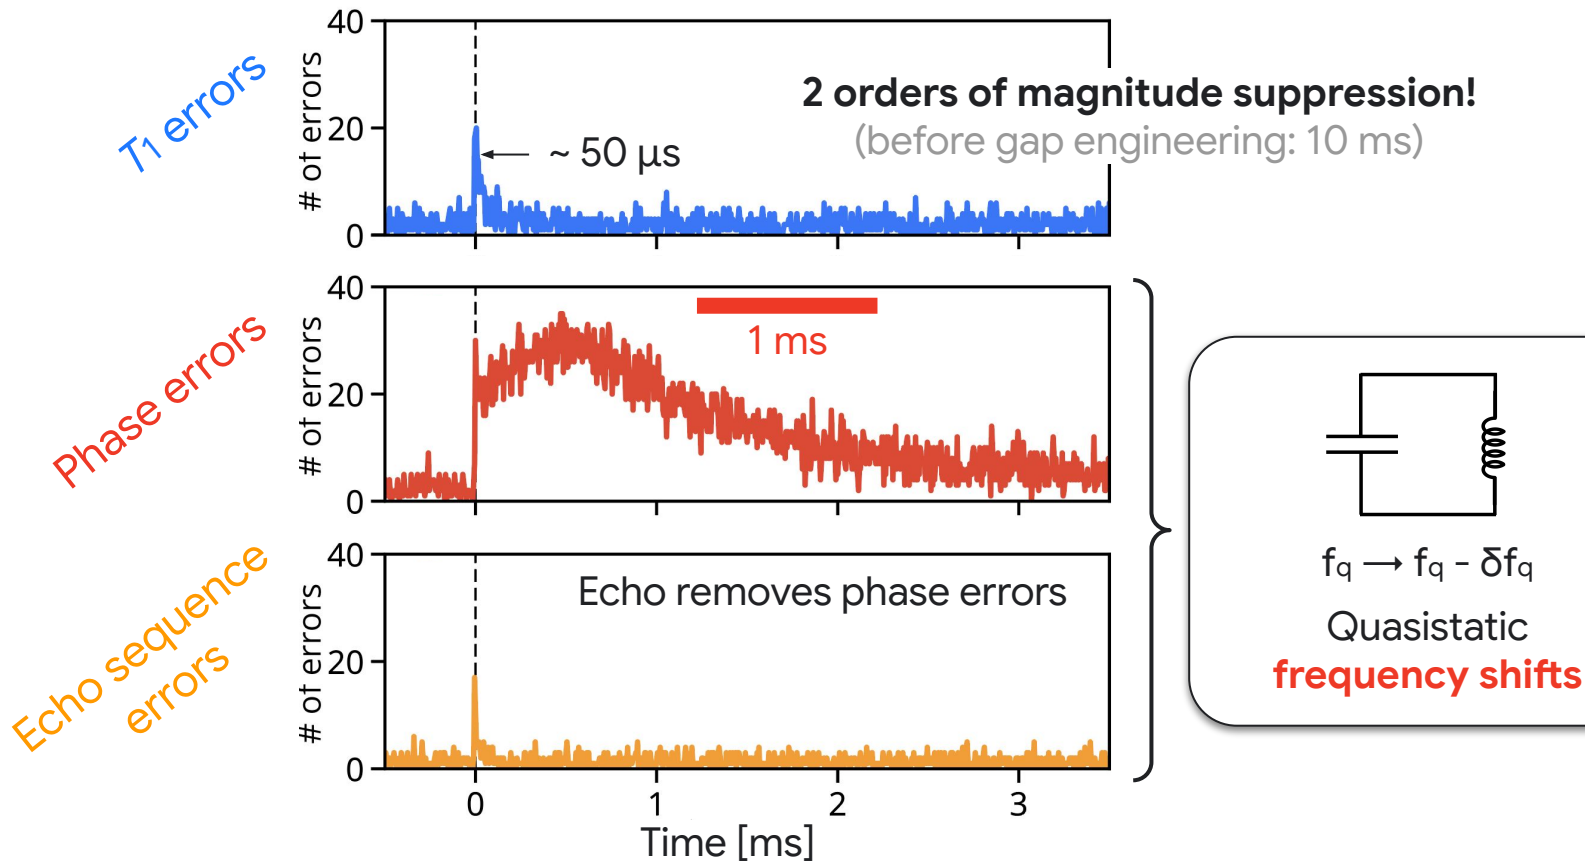 T1 errors
# of errors
40
20
0
~ 50 μs
2 orders of magnitude suppression!
(before gap engineering: 10 ms)
Phase errors
# of errors
40
20
0
1 ms
Echo sequence
errors
# of errors
40
20
0
Echo removes phase errors
0
1
2
3
Time [ms]
fq → fq - δfq
Quasistatic
frequency shifts